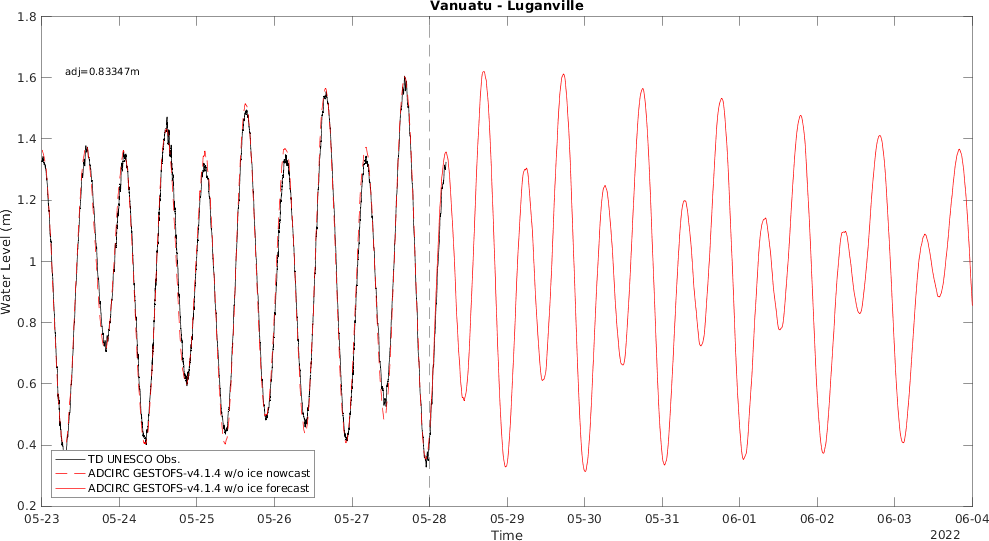 Vanuatu - Luganville
1.8
1.6
1.4
1.2
1
0.8
0.6
0.4
0.2
Water Level (m)
adj=0.83347m
TD UNESCO Obs.
ADCIRC GESTOFS-v4.1.4 w/o ice nowcast
ADCIRC GESTOFS-v4.1.4 w/o ice forecast
05-23 05-24 05-25 05-26 05-27 05-28 05-29 05-30 05-31 06-01 06-02 06-03 06-04
Time
2022